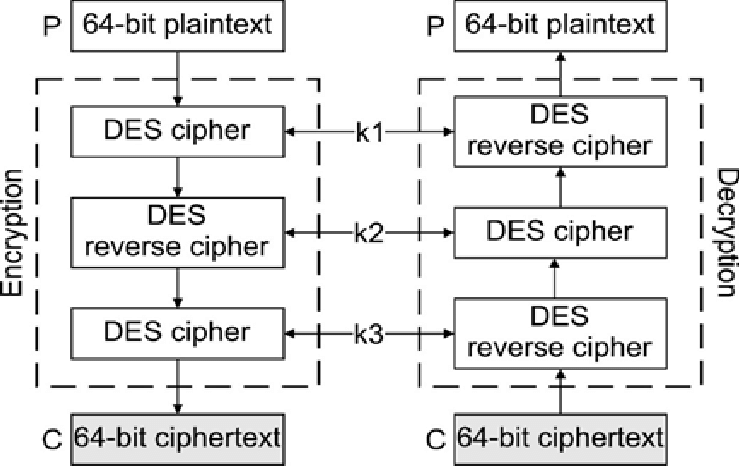 P 64-bit plaintext P 64-bit plaintext
Encryption
DES cipher
k1
DES
reverse cipher
DES
reverse cipher
k2
DES cipher
DES cipher
k3
DES
reverse cipher
Decryption
C 64-bit ciphertext C 64-bit ciphertext